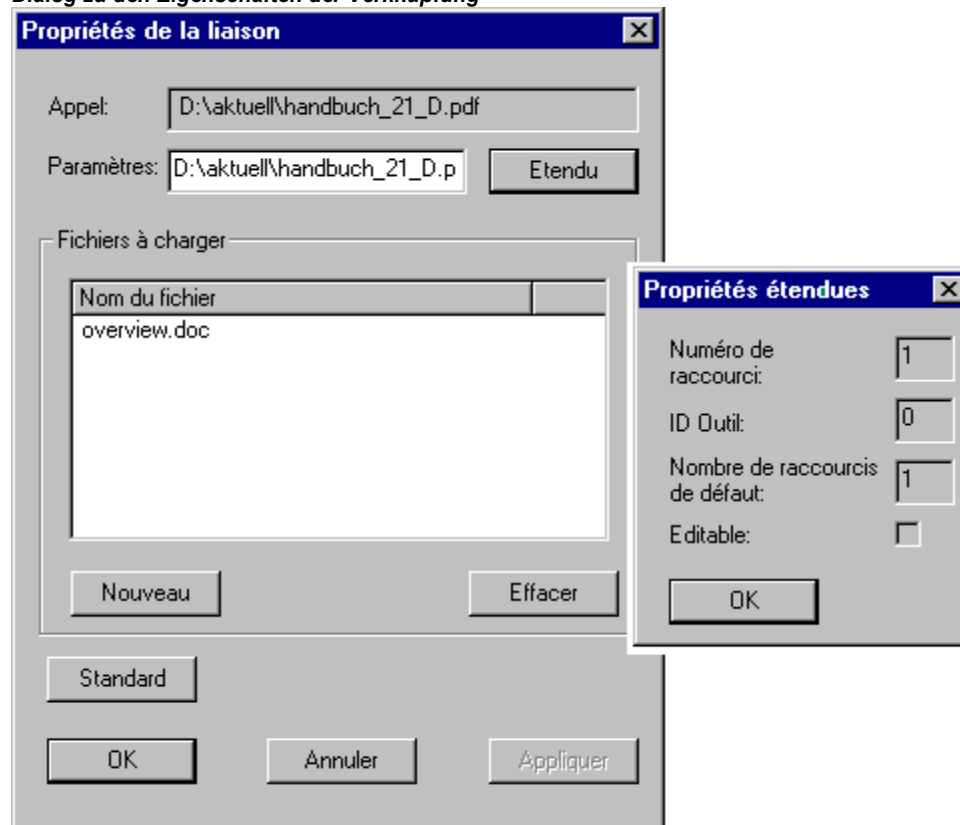 Dialog zu den Eigenschaften der Verknüpfung
Propriétés de la liaison
Appel: D:\aktuell\handbuch_21_D.pdf
Paramètres: D:\aktuell\handbuch_21_D.p Etendu
Fichiers à charger
Nom du fichier
overview.doc
Nouveau Effacer
Standard
OK Annuler Appliquer
Propriétés étendues
Numéro de
raccourci: 1
ID Outil: 0
Nombre de raccourcis
de défaut: 1
Editable:
OK